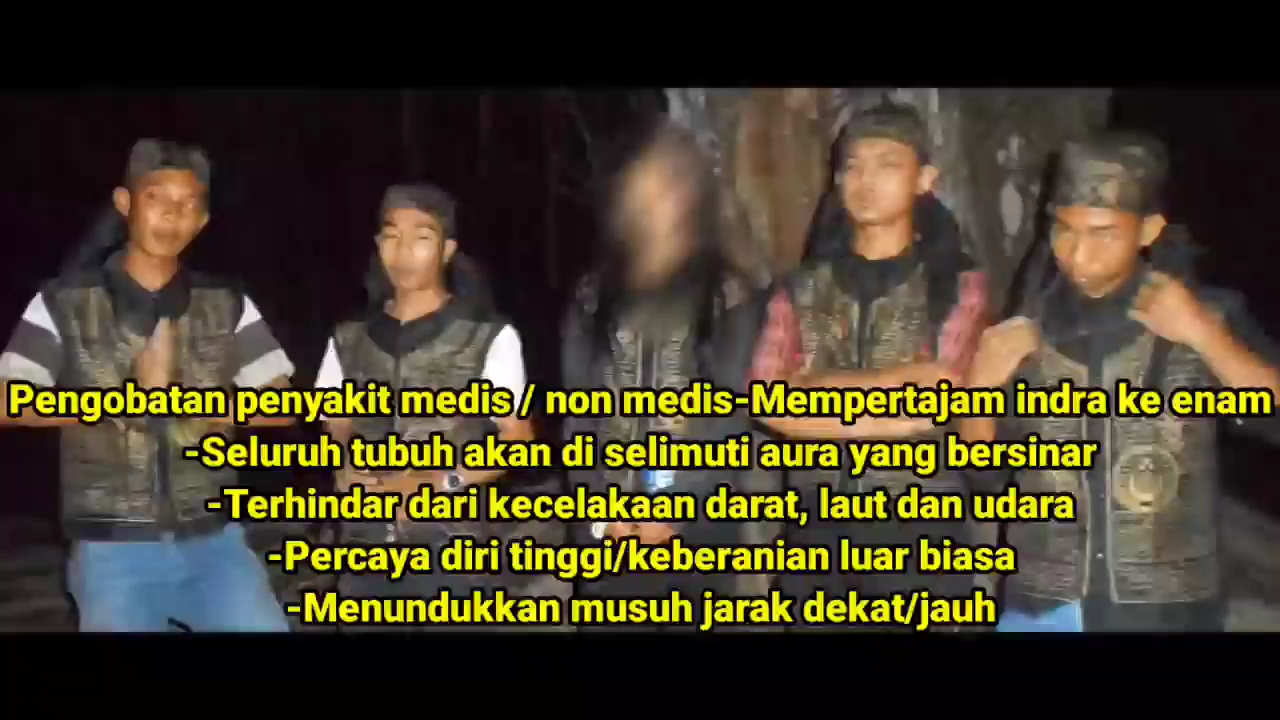 Pengobatan penyakit medis / non medis-Mempertajam indra ke enam
-Seluruh tubuh akan di selimuti aura yang bersinar
-Terhindar dari kecelakaan darat, laut dan udara
-Percaya diri tinggi/keberanian luar biasa
-Menundukkan musuh jarak dekat/jauh